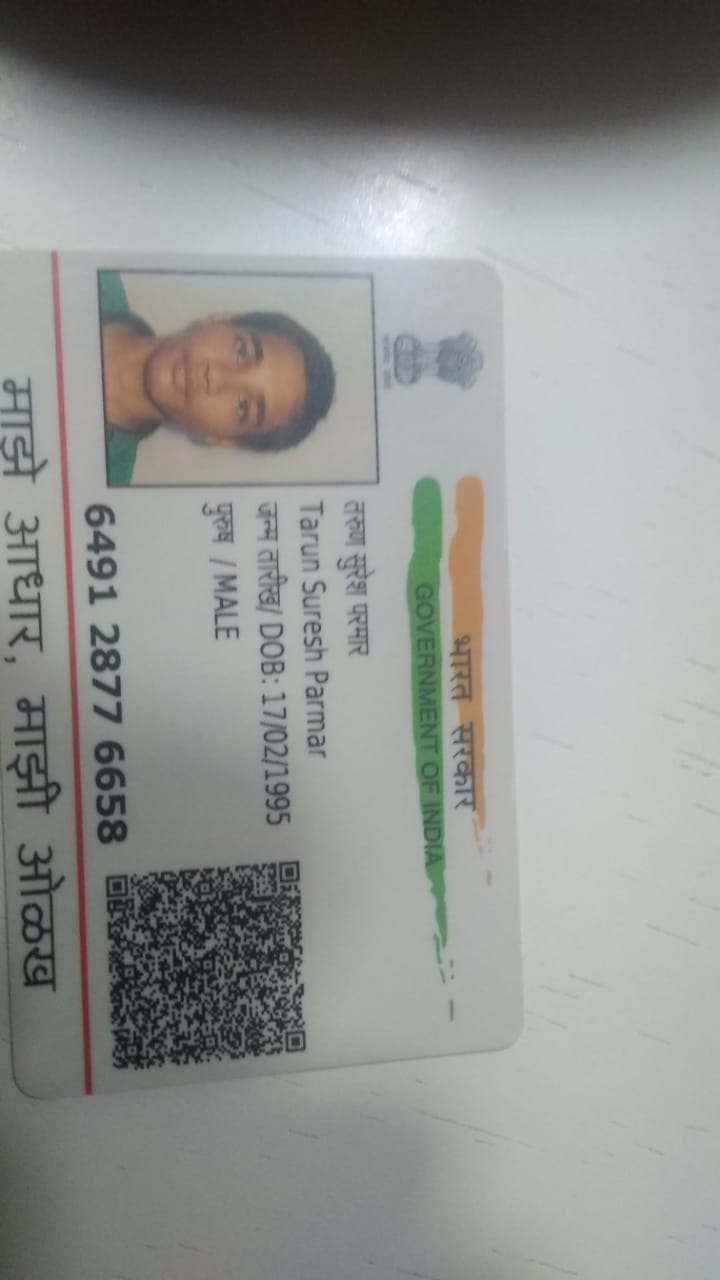 भारत सरकार
GOVERNMENT OF INDIA
तरुण सुरेश परमार
Tarun Suresh Parmar
जन्म तारीख/ DOB: 17/02/1995
पुरुष / MALE
6491 2877 6658
माझे आधार, माझी ओळख